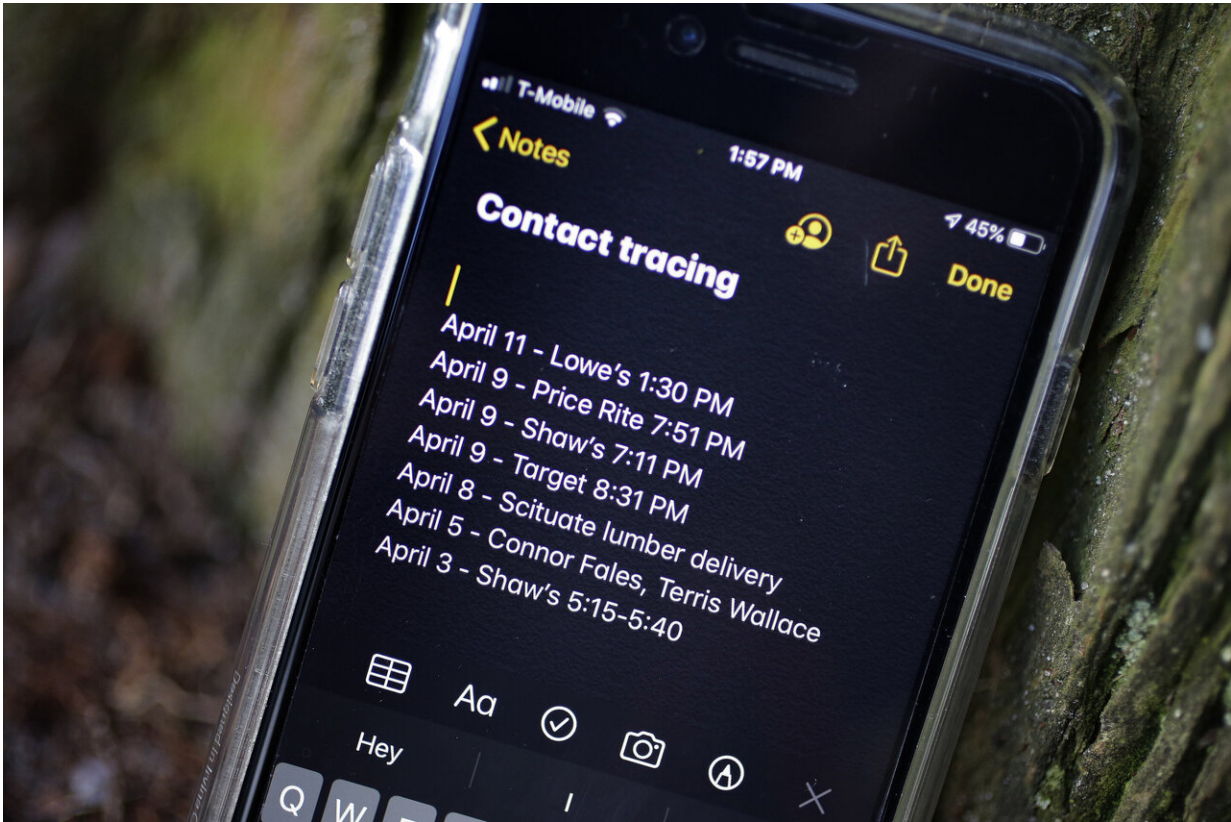 T-Mobile
1:57 PM
45%
Notes
Done
Contact tracing
April 11 - Lowe's 1:30 PM
April 9 - Price Rite 7:51 PM
April 9 - Shaw's 7:11 PM
April 9 - Target 8:31 PM
April 8 - Scituate lumber delivery
April 5 - Connor Fales, Terris Wallace
April 3 - Shaw's 5:15-5:40
Aa
Hey
I
Q W